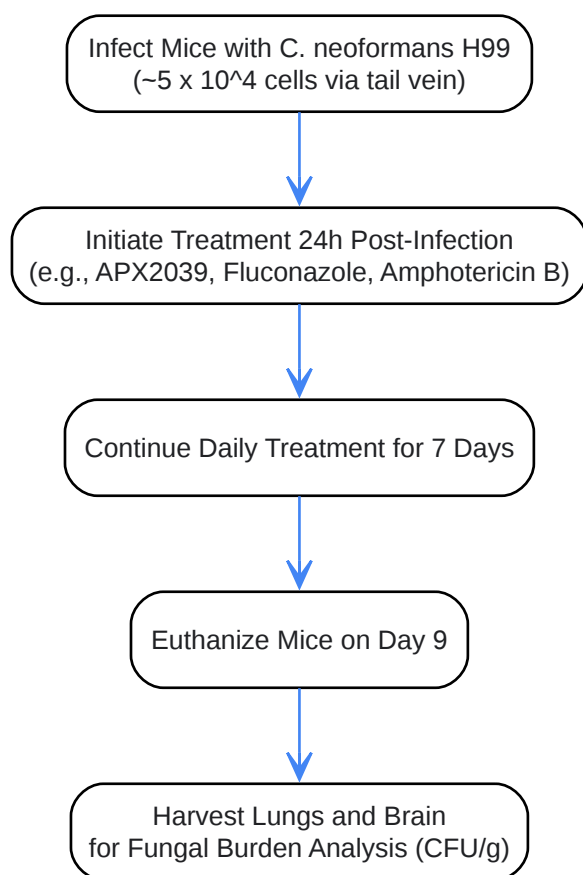 Infect Mice with C. neoformans H99
(~5 x 10^4 cells via tail vein)
Initiate Treatment 24h Post-Infection
(e.g., APX2039, Fluconazole, Amphotericin B)
Continue Daily Treatment for 7 Days
Euthanize Mice on Day 9
Harvest Lungs and Brain
for Fungal Burden Analysis (CFU/g)